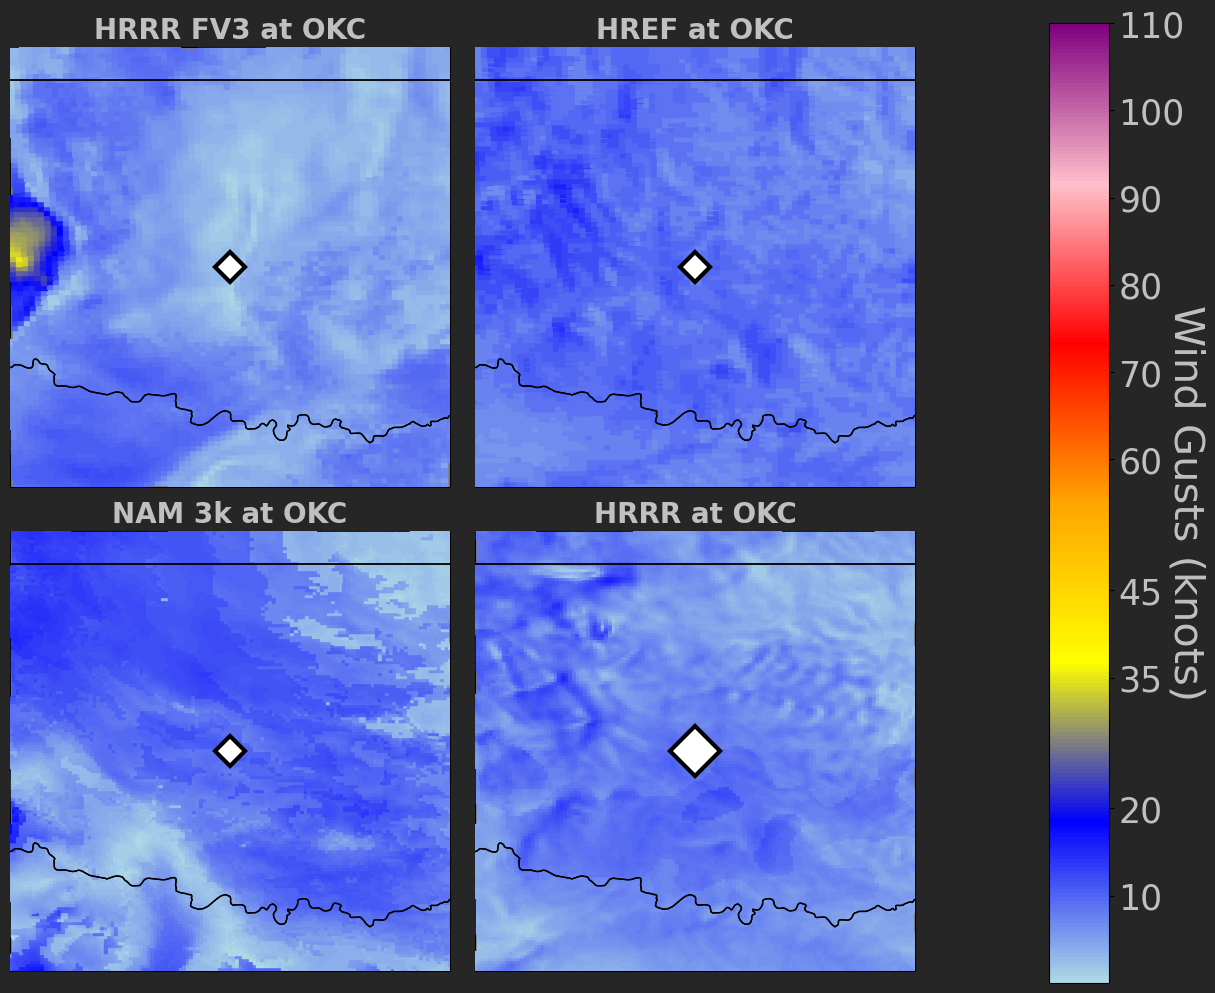 HRRR FV3 at OKC
HREF at OKC
NAM 3k at OKC
HRRR at OKC
110
100
90
80
70
60
45
35
20
10
Wind Gusts (knots)